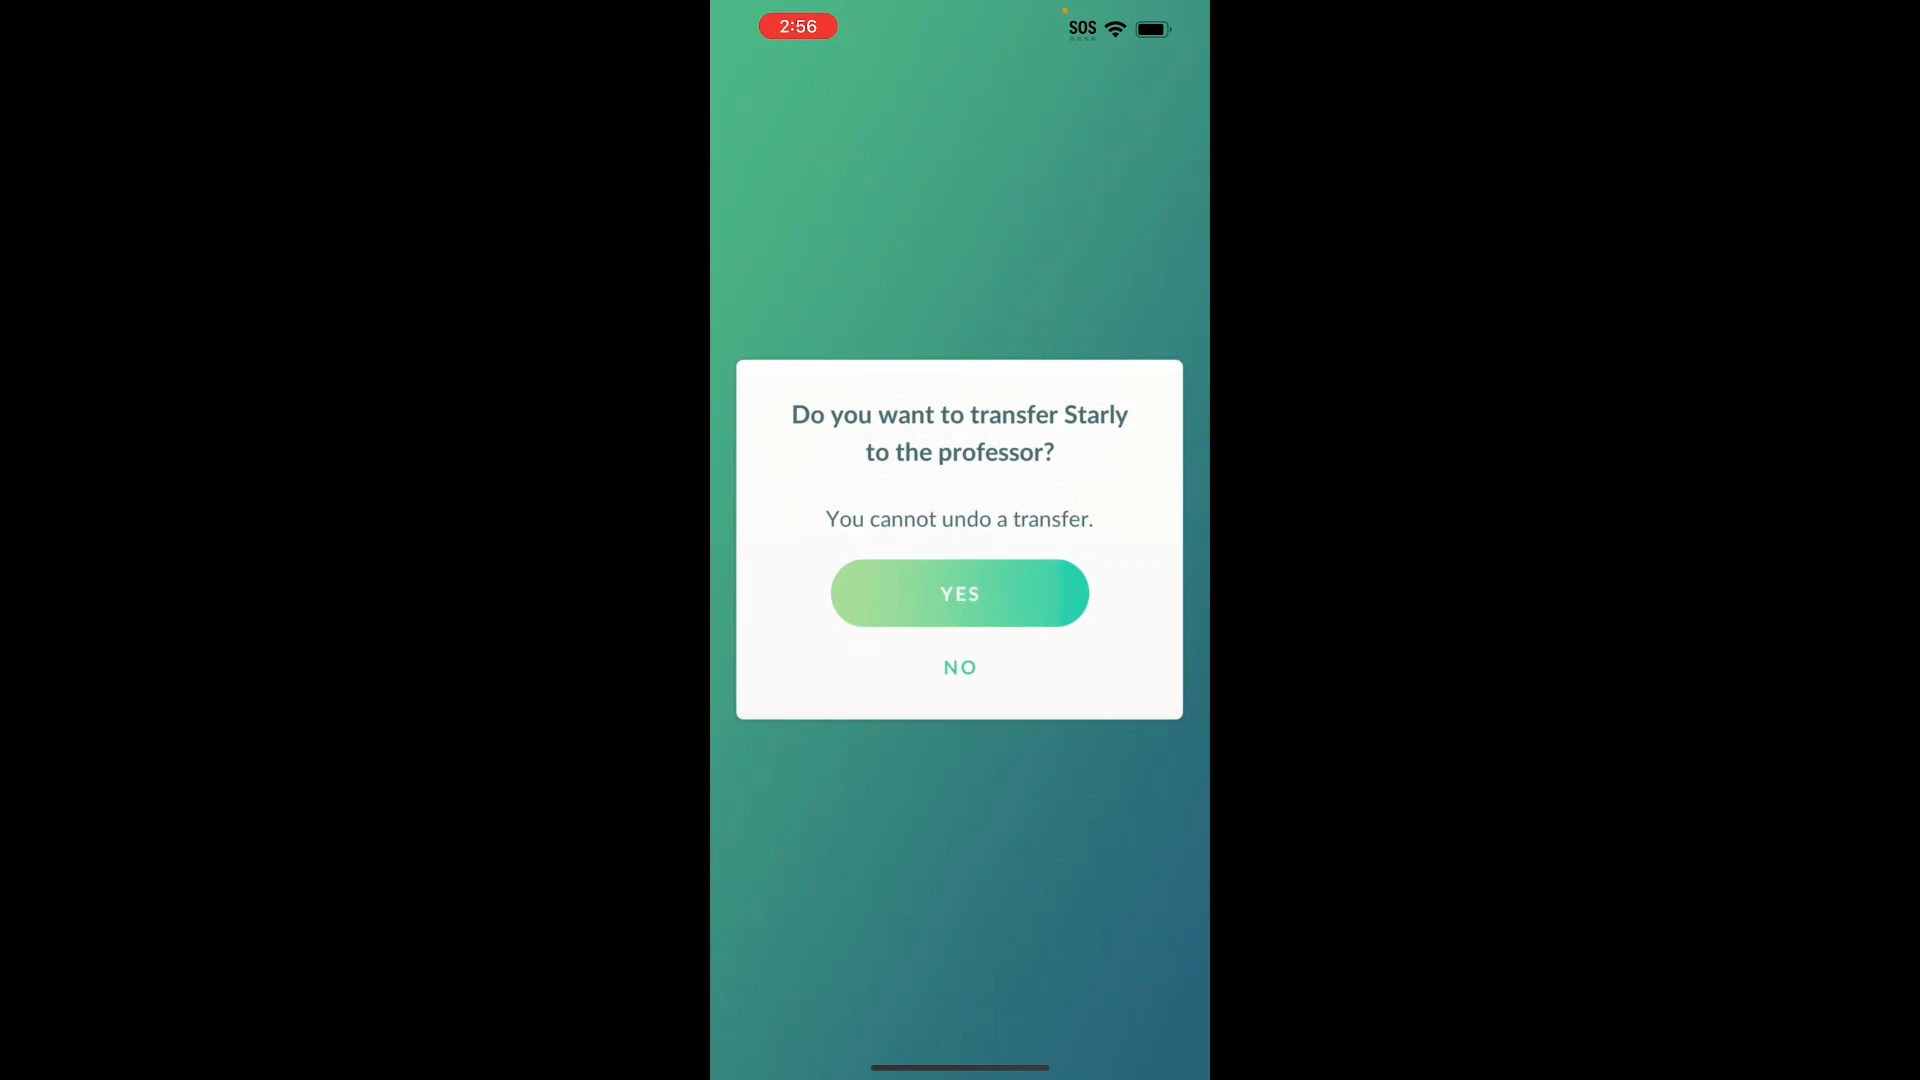 2:56
SOS
Do you want to transfer Starly
to the professor?
You cannot undo a transfer.
YES
NO